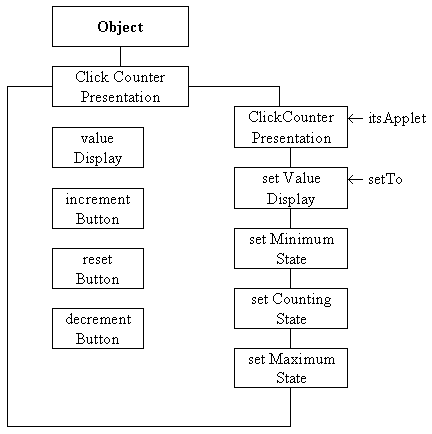 Object
Click Counter
Presentation
value
Display
increment
Button
reset
Button
decrement
Button
ClickCounter
Presentation
itsApplet
set Value
Display
setTo
set Minimum
State
set Counting
State
set Maximum
State